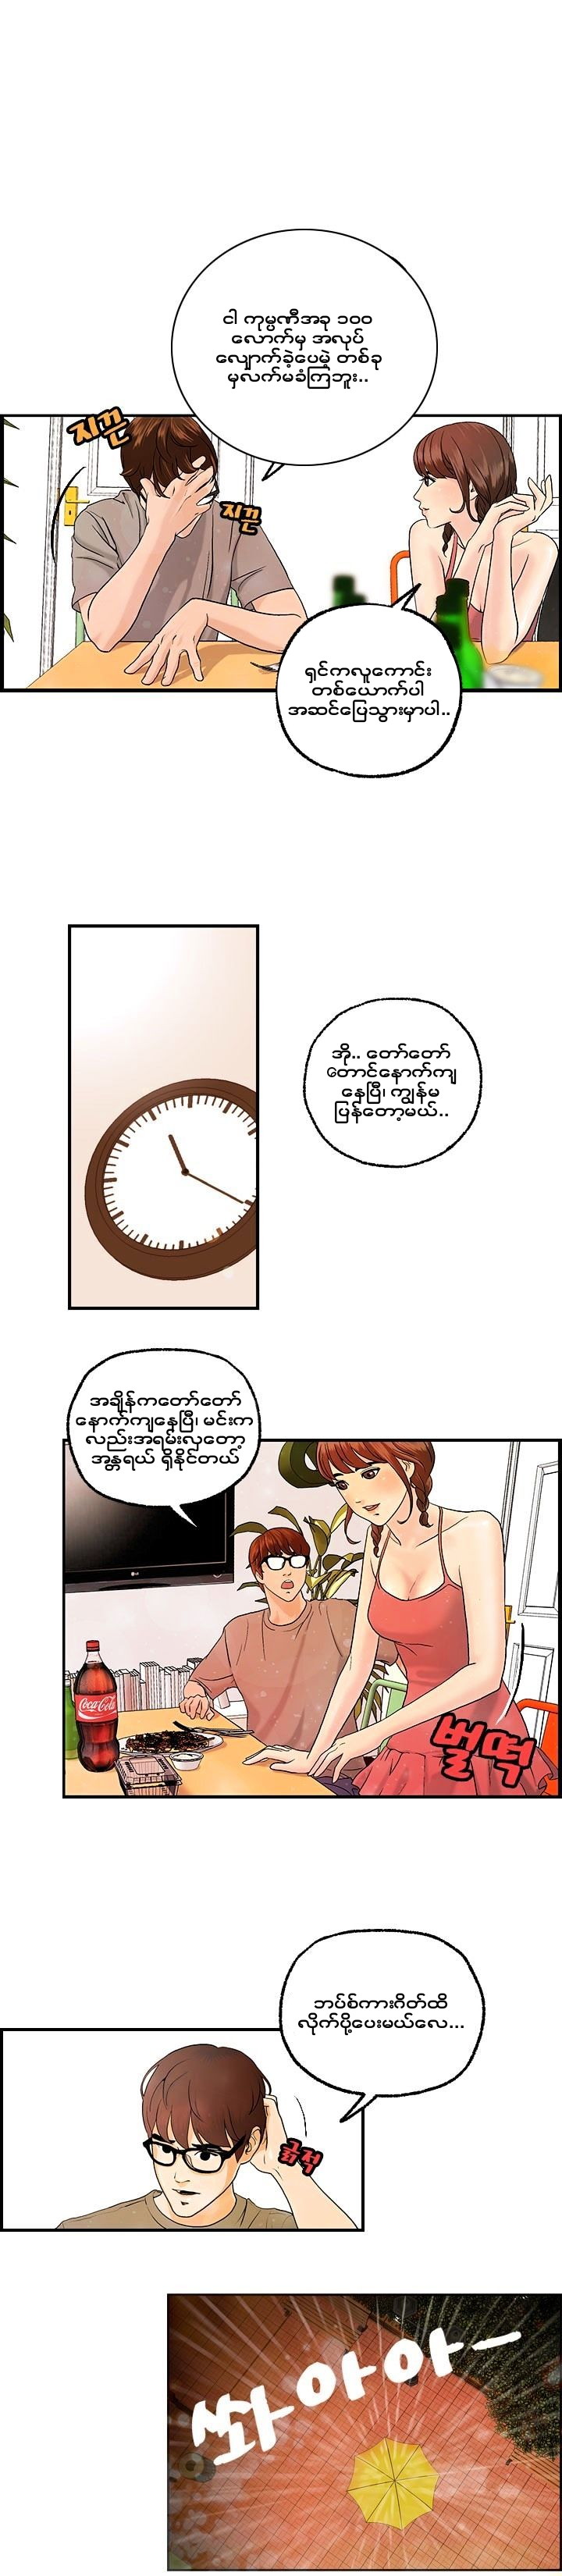 ငါ ကုမ္ပဏီအခု ၁၀၀
လောက်မှ အလုပ်
လျှောက်ခဲ့ပေမဲ့ တစ်ခု
မှလက်မခံကြဘူး..
지끈
지끈
ရှင်ကလူကောင်း
တစ်ယောက်ပါ
အဆင်ပြေသွားမှာပါ..
အို.. တော်တော်
တောင်နောက်ကျ
နေပြီ၊ ကျွန်မ
ပြန်တော့မယ်..
အချိန်ကတော်တော်
နောက်ကျနေပြီ၊ မင်းက
လည်းအရမ်းလှတော့
အန္တရယ် ရှိနိုင်တယ်
LG
Coca-Cola
벌떡
ဘပ်စ်ကားဂိတ်ထိ
လိုက်ပို့ပေးမယ်လေ...
긁적
쏴아아ㅡ